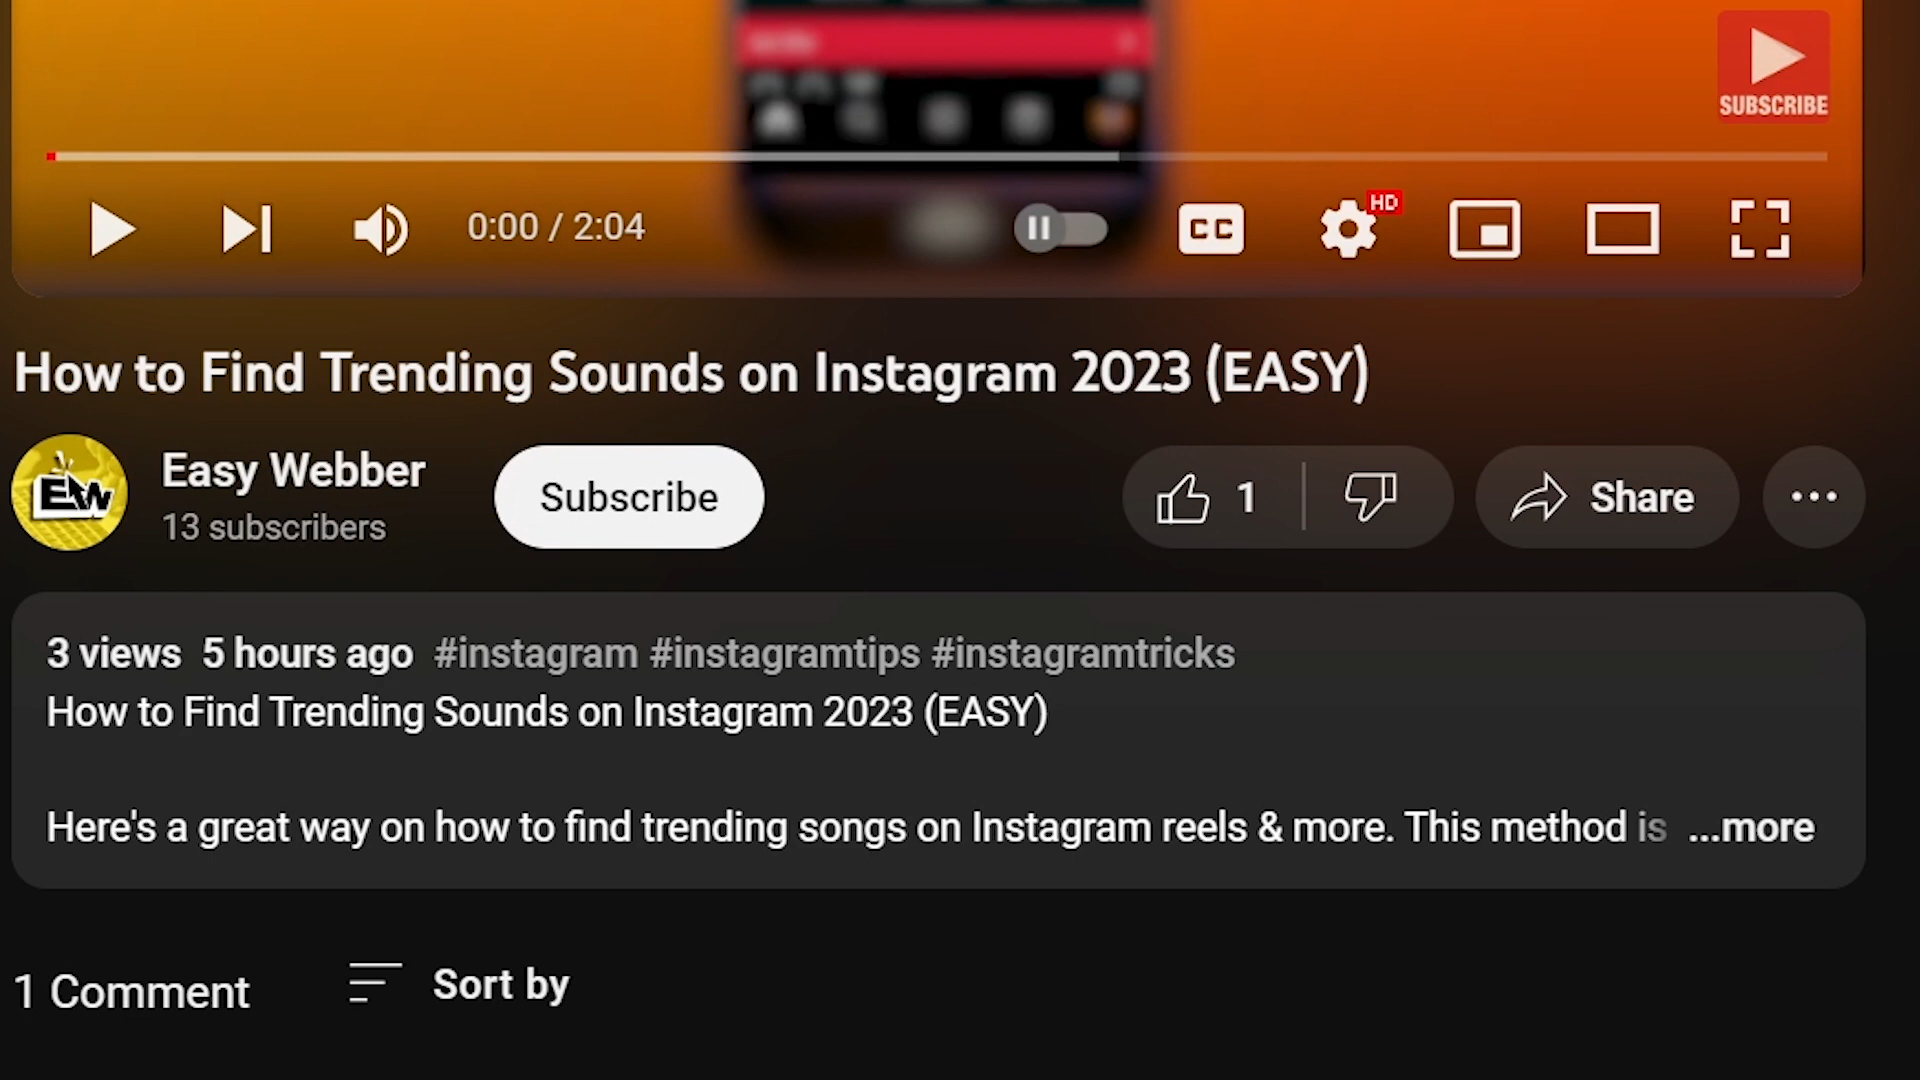 SUBSCRIBE
0:00 / 2:04
CC
HD
How to Find Trending Sounds on Instagram 2023 (EASY)
EW
Easy Webber
13 subscribers
Subscribe
1
Share
3 views 5 hours ago #instagram #instagramtips #instagramtricks
How to Find Trending Sounds on Instagram 2023 (EASY)
Here's a great way on how to find trending songs on Instagram reels & more. This method is ...more
1 Comment
Sort by